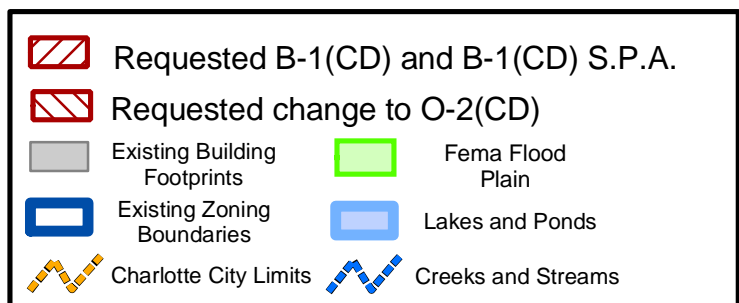 Requested B-1(CD) and B-1(CD) S.P.A.
Requested change to O-2(CD)
Existing Building
Footprints
Fema Flood
Plain
Existing Zoning
Boundaries
Lakes and Ponds
Charlotte City Limits
Creeks and Streams